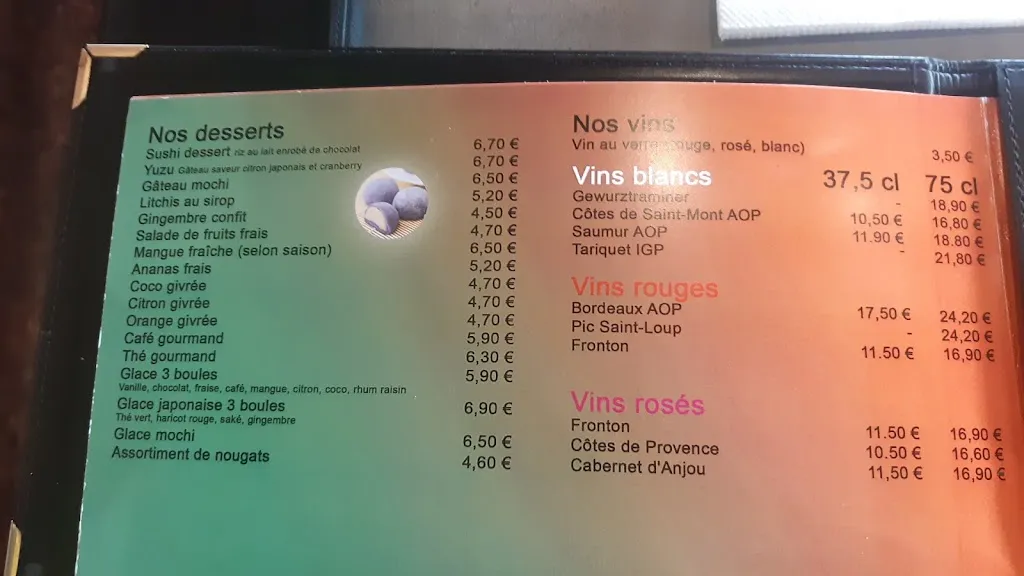 Nos desserts
Sushi dessert riz au lait enrobé de chocolat 6,70 €
Yuzu Gâteau saveur citron japonais et cranberry 6,70 €
Gâteau mochi 6,50 €
Litchis au sirop 5,20 €
Gingembre confit 4,50 €
Salade de fruits frais 4,70 €
Mangue fraîche (selon saison) 6,50 €
Ananas frais 5,20 €
Coco givrée 4,70 €
Citron givrée 4,70 €
Orange givrée 4,70 €
Café gourmand 5,90 €
Thé gourmand 6,30 €
Glace 3 boules 5,90 €
Vanille, chocolat, fraise, café, mangue, citron, coco, rhum raisin
Glace japonaise 3 boules 6,90 €
Thé vert, haricot rouge, saké, gingembre
Glace mochi 6,50 €
Assortiment de nougats 4,60 €
Nos vins
Vin au verre (rouge, rosé, blanc) 3,50 €
Vins blancs 37,5 cl 75 cl
Gewurztraminer - 18,90 €
Côtes de Saint-Mont AOP 10,50 € 16,80 €
Saumur AOP 11.90 € 18.80 €
Tariquet IGP - 21,80 €
Vins rouges
Bordeaux AOP 17,50 € 24,20 €
Pic Saint-Loup - 24,20 €
Fronton 11.50 € 16,90 €
Vins rosés
Fronton 11.50 € 16,90 €
Côtes de Provence 10.50 € 16,60 €
Cabernet d'Anjou 11,50 € 16,90 €